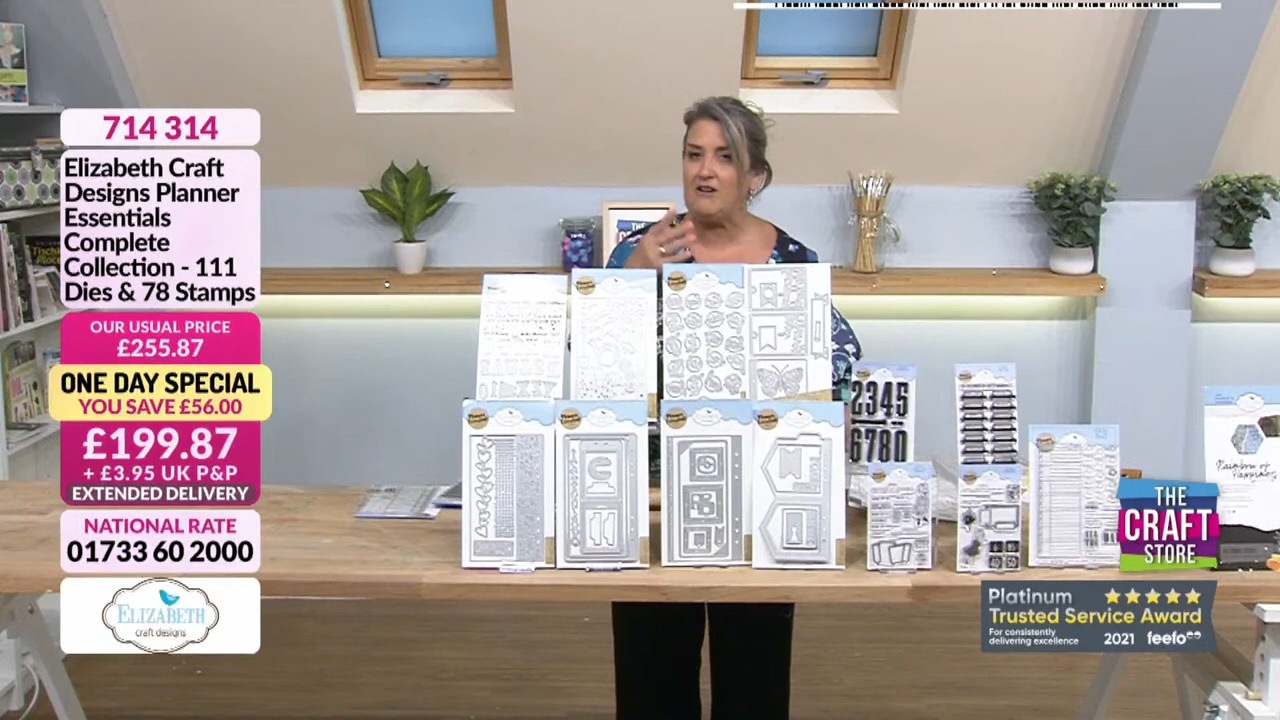 714 314
Elizabeth Craft
Designs Planner
Essentials
Complete
Collection - 111
Dies & 78 Stamps
OUR USUAL PRICE
£255.87
ONE DAY SPECIAL
YOU SAVE £56.00
£199.87
+ £3.95 UK P&P
EXTENDED DELIVERY
NATIONAL RATE
01733 60 2000
ELIZABETH
craft designs
2345
6780
THE
CRAFT
STORE
Platinum
Trusted Service Award
For consistently
delivering excellence
2021 feefo